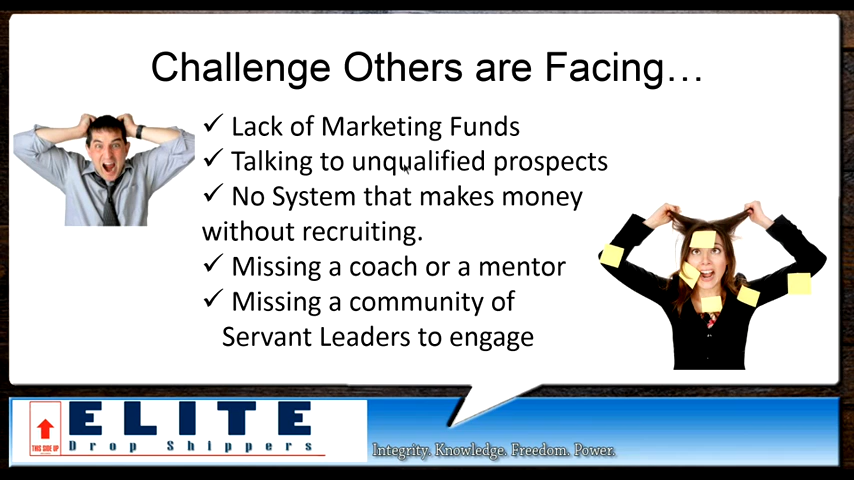 Challenge Others are Facing…
✓ Lack of Marketing Funds
✓ Talking to unqualified prospects
✓ No System that makes money
without recruiting.
✓ Missing a coach or a mentor
✓ Missing a community of
Servant Leaders to engage
ELITE
Drop Shippers
THIS SIDE UP
Integrity. Knowledge. Freedom. Power.